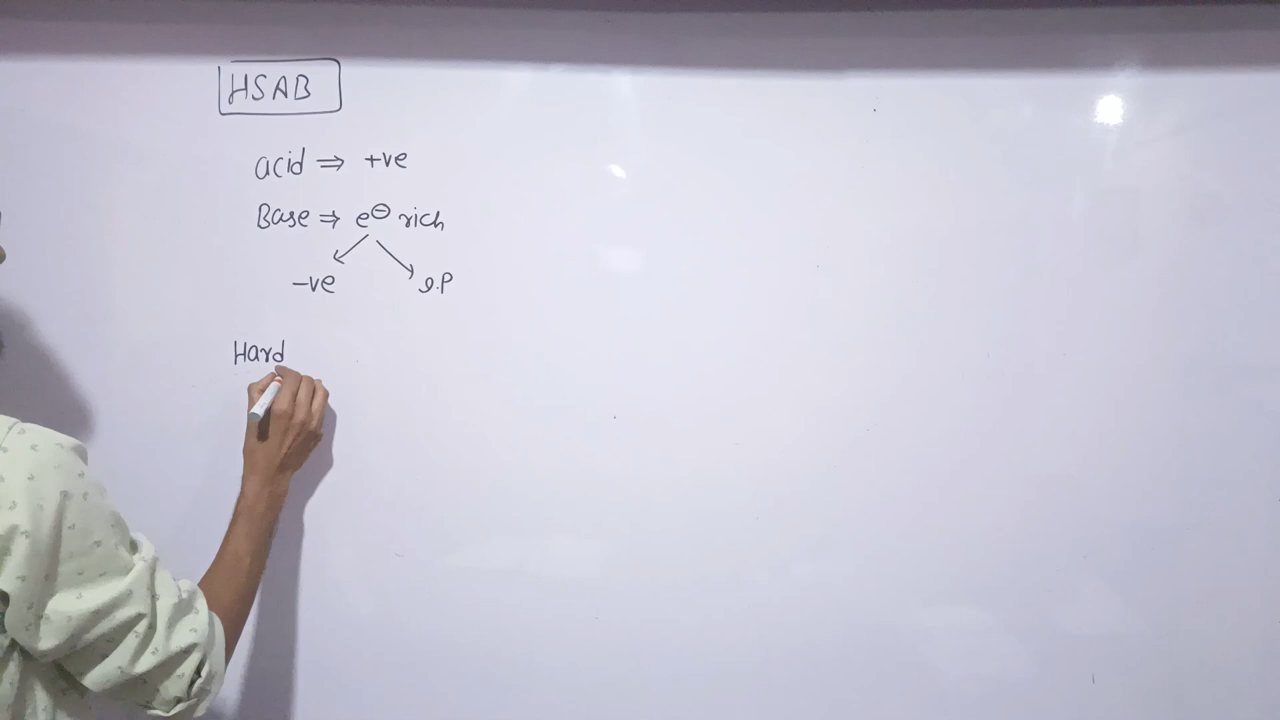 HSAB
acid ⇒ +ve
Base ⇒ e⊖ rich
-ve l.P
Hard